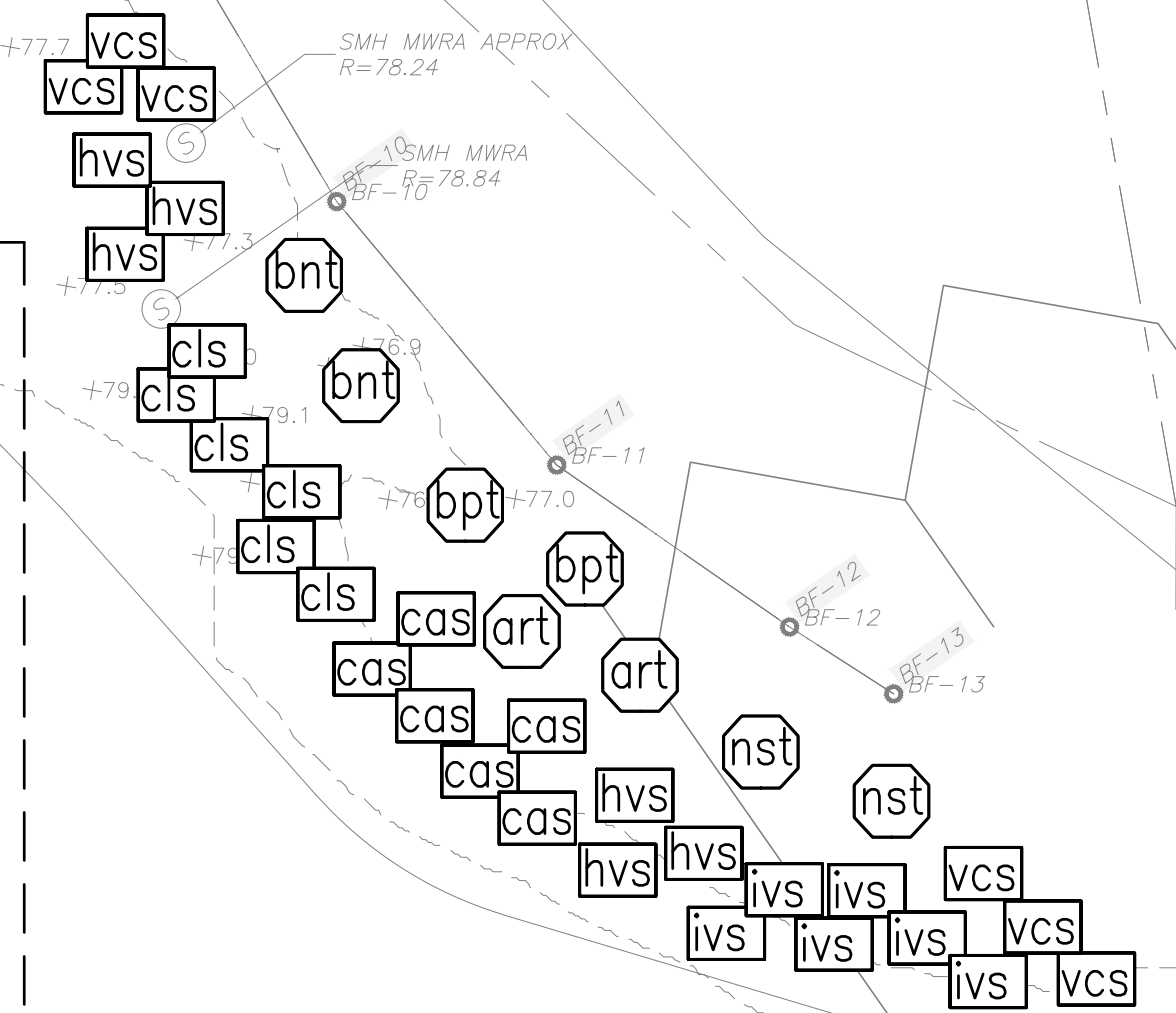 vcs
+77.7
SMH MWRA APPROX
R=78.24
vcs
vcs
S
hvs
BF-10
SMH MWRA
R=78.84
BF-10
hvs
hvs
+77.3
bnt
+77.5
S
cls
+76.9
bnt
cls
+79.1
BF-11
BF-11
cls
cls
bpt
+77.0
cls
bpt
BF-12
BF-12
cls
cas
art
BF-13
BF-13
cas
art
cas
cas
nst
cas
hvs
nst
cas
hvs
hvs
vcs
ivs
ivs
ivs
ivs
ivs
vcs
ivs
vcs